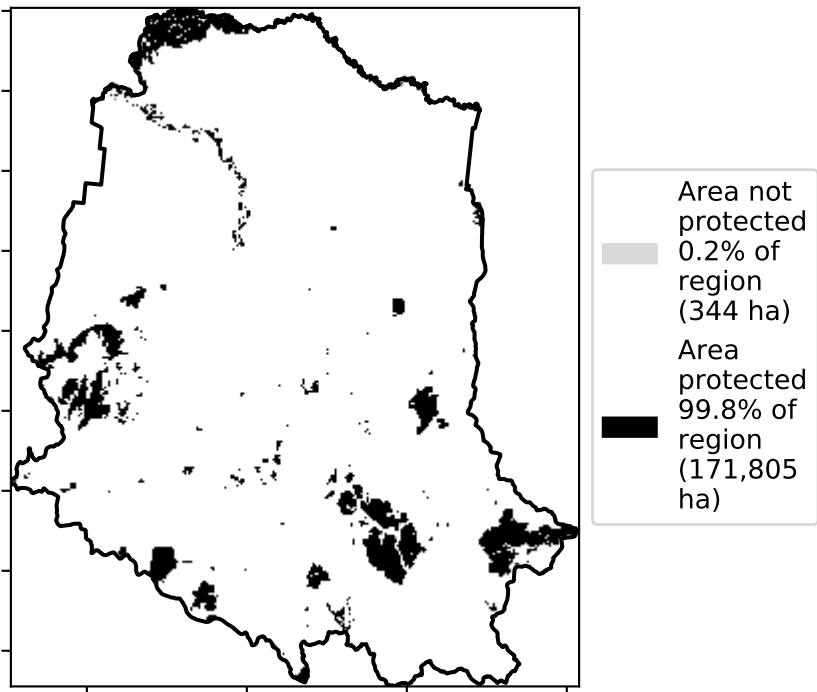 Area not
protected
0.2% of
region
(344 ha)
Area
protected
99.8% of
region
(171,805
ha)